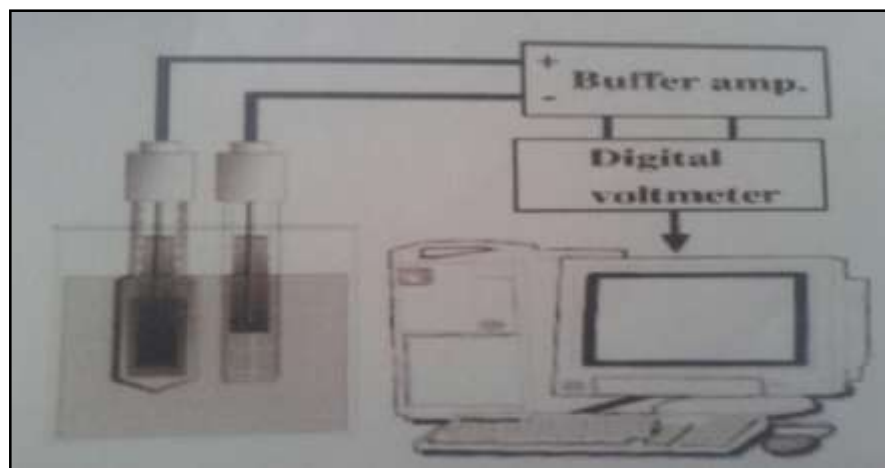 +
Buffer amp.
-
Digital
voltmeter